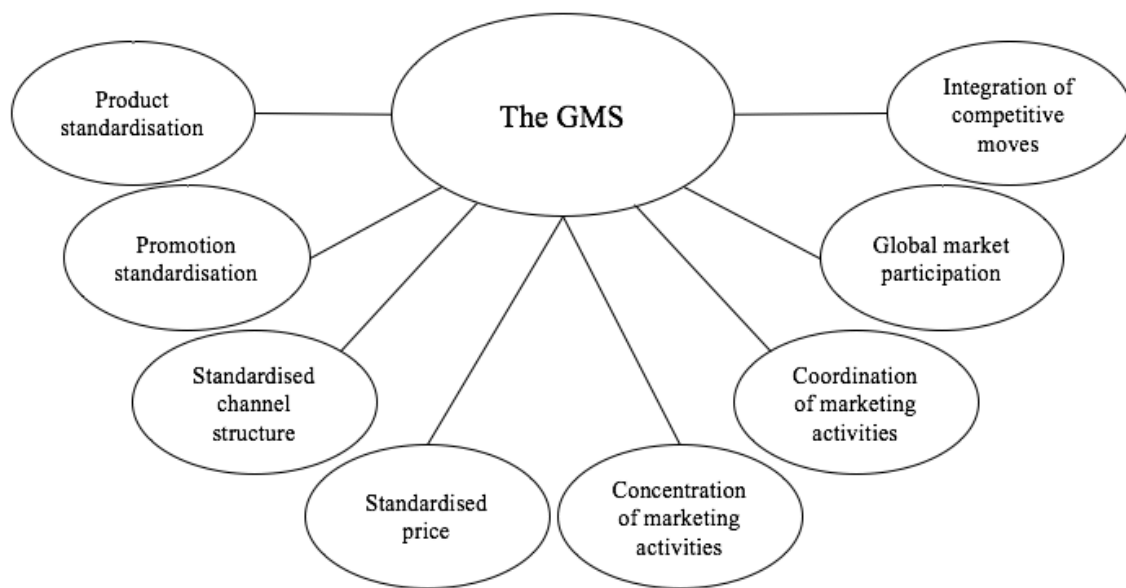 The GMS
Product
standardisation
Promotion
standardisation
Standardised
channel
structure
Standardised
price
Concentration
of marketing
activities
Coordination
of marketing
activities
Global market
participation
Integration of
competitive
moves